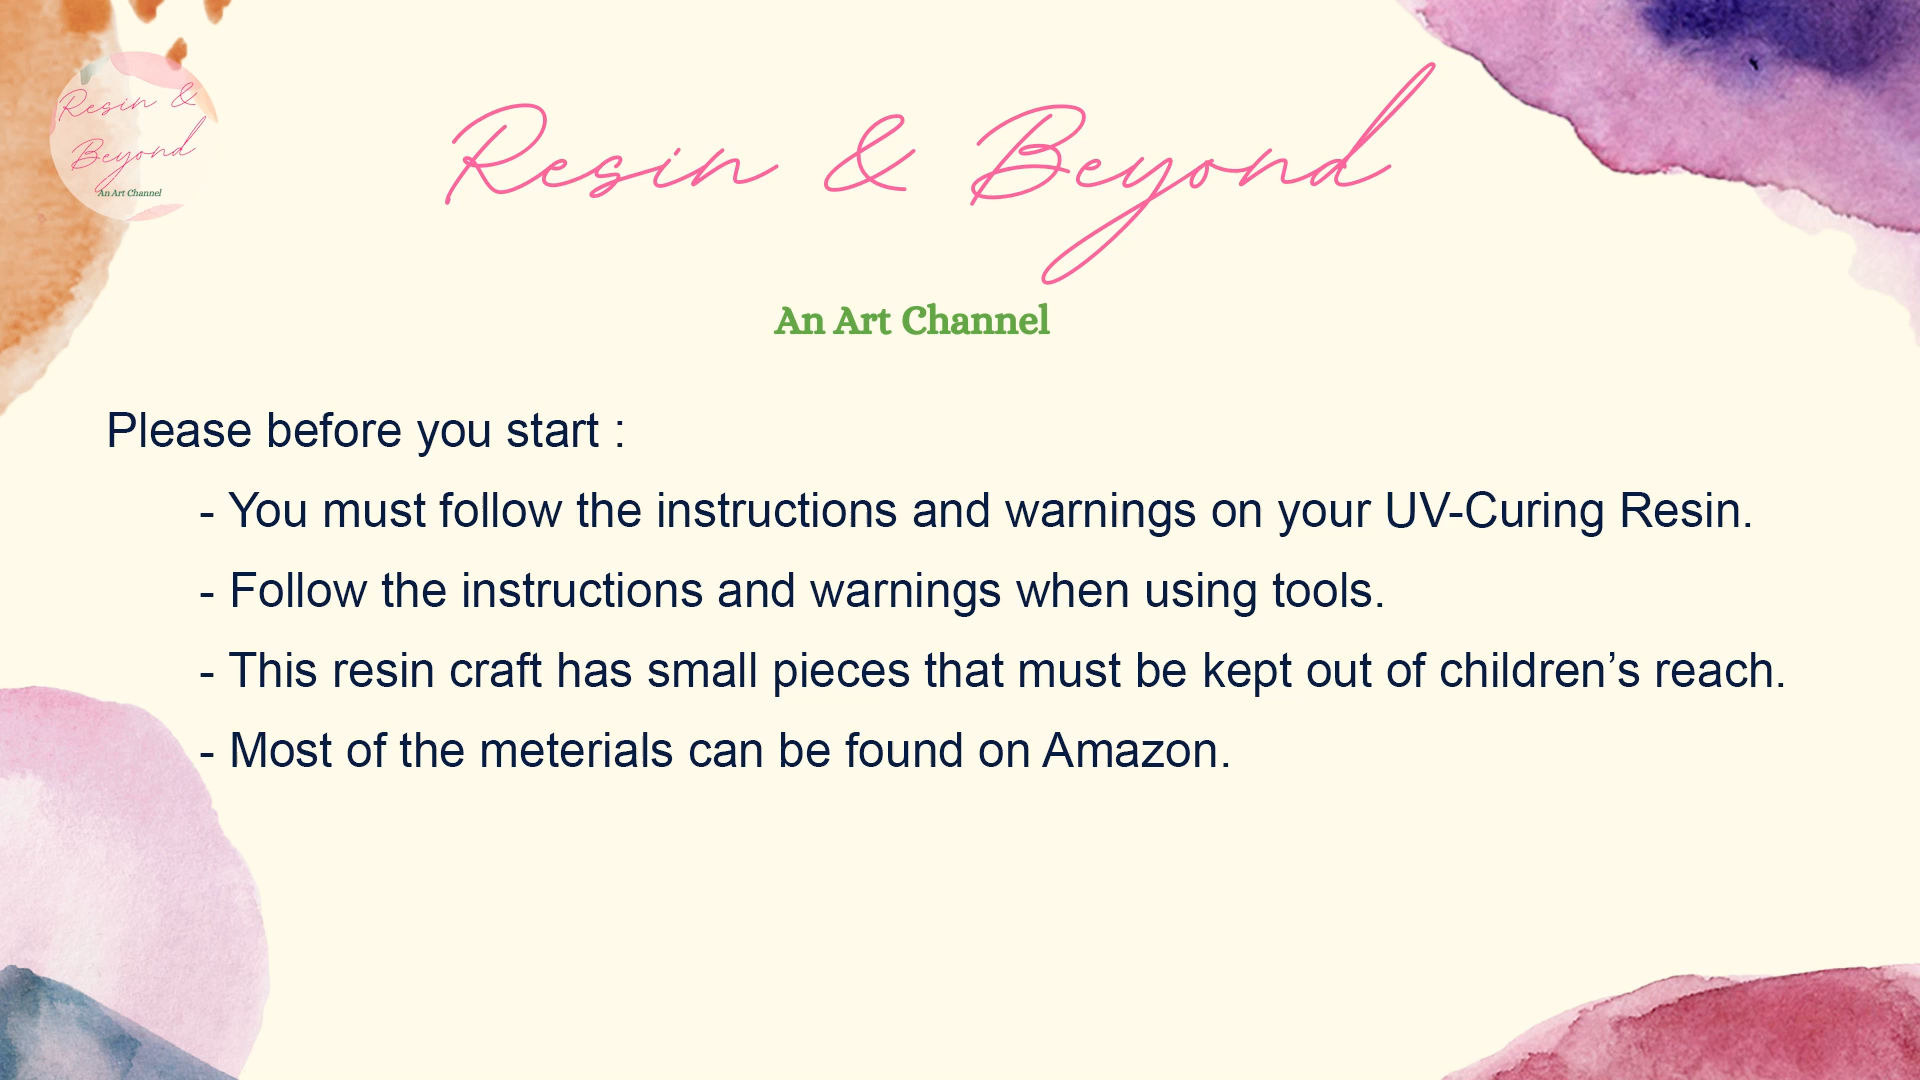 Resin &
Beyond
An Art Channel
Resin & Beyond
An Art Channel
Please before you start :
- You must follow the instructions and warnings on your UV-Curing Resin.
- Follow the instructions and warnings when using tools.
- This resin craft has small pieces that must be kept out of children’s reach.
- Most of the meterials can be found on Amazon.